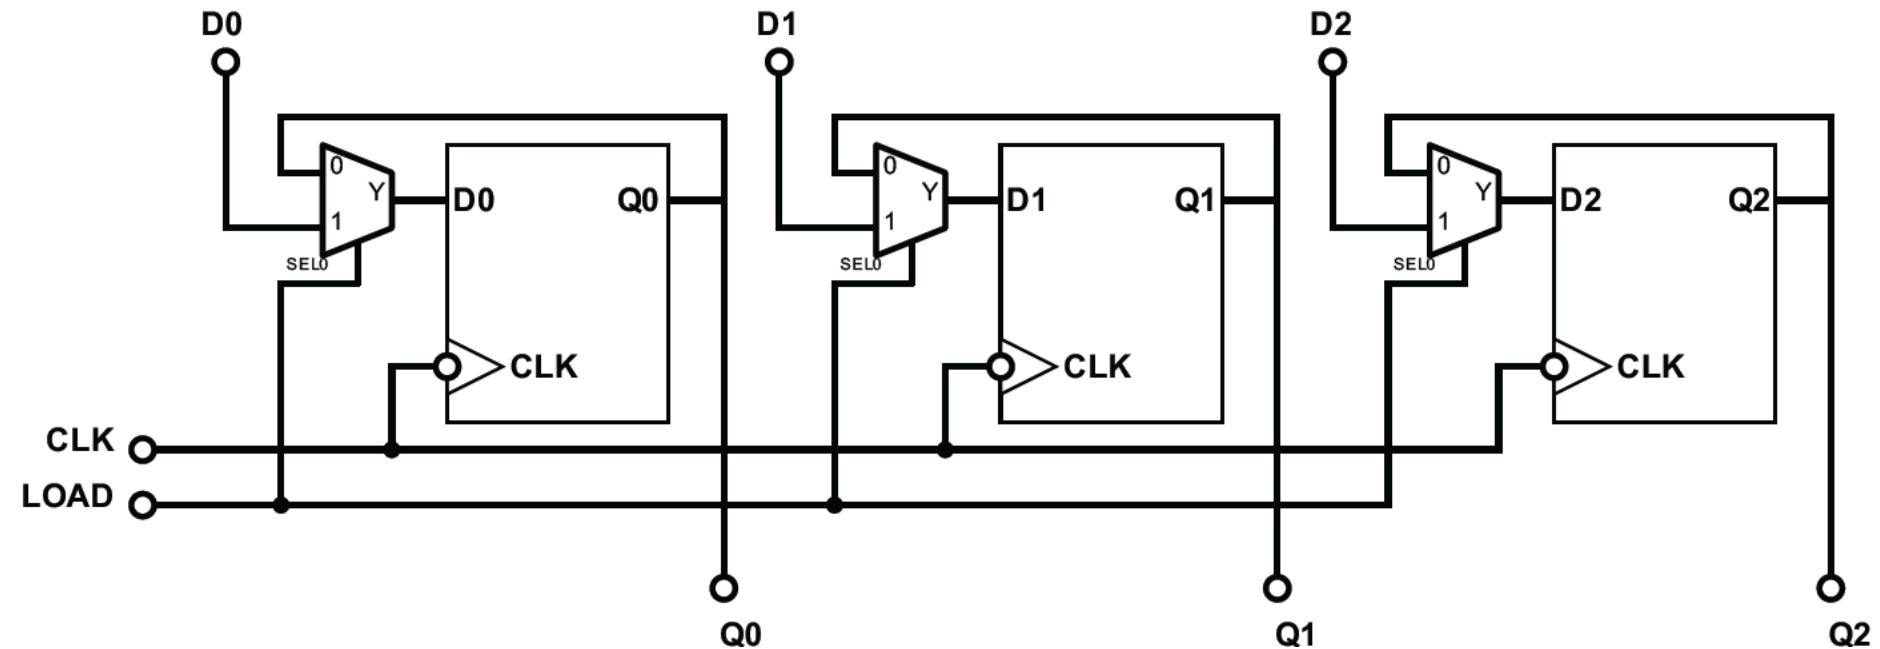 D0 D1 D2
0 Y 1 SEL0 D0 Q0 CLK
0 Y 1 SEL0 D1 Q1 CLK
0 Y 1 SEL0 D2 Q2 CLK
CLK
LOAD
Q0 Q1 Q2